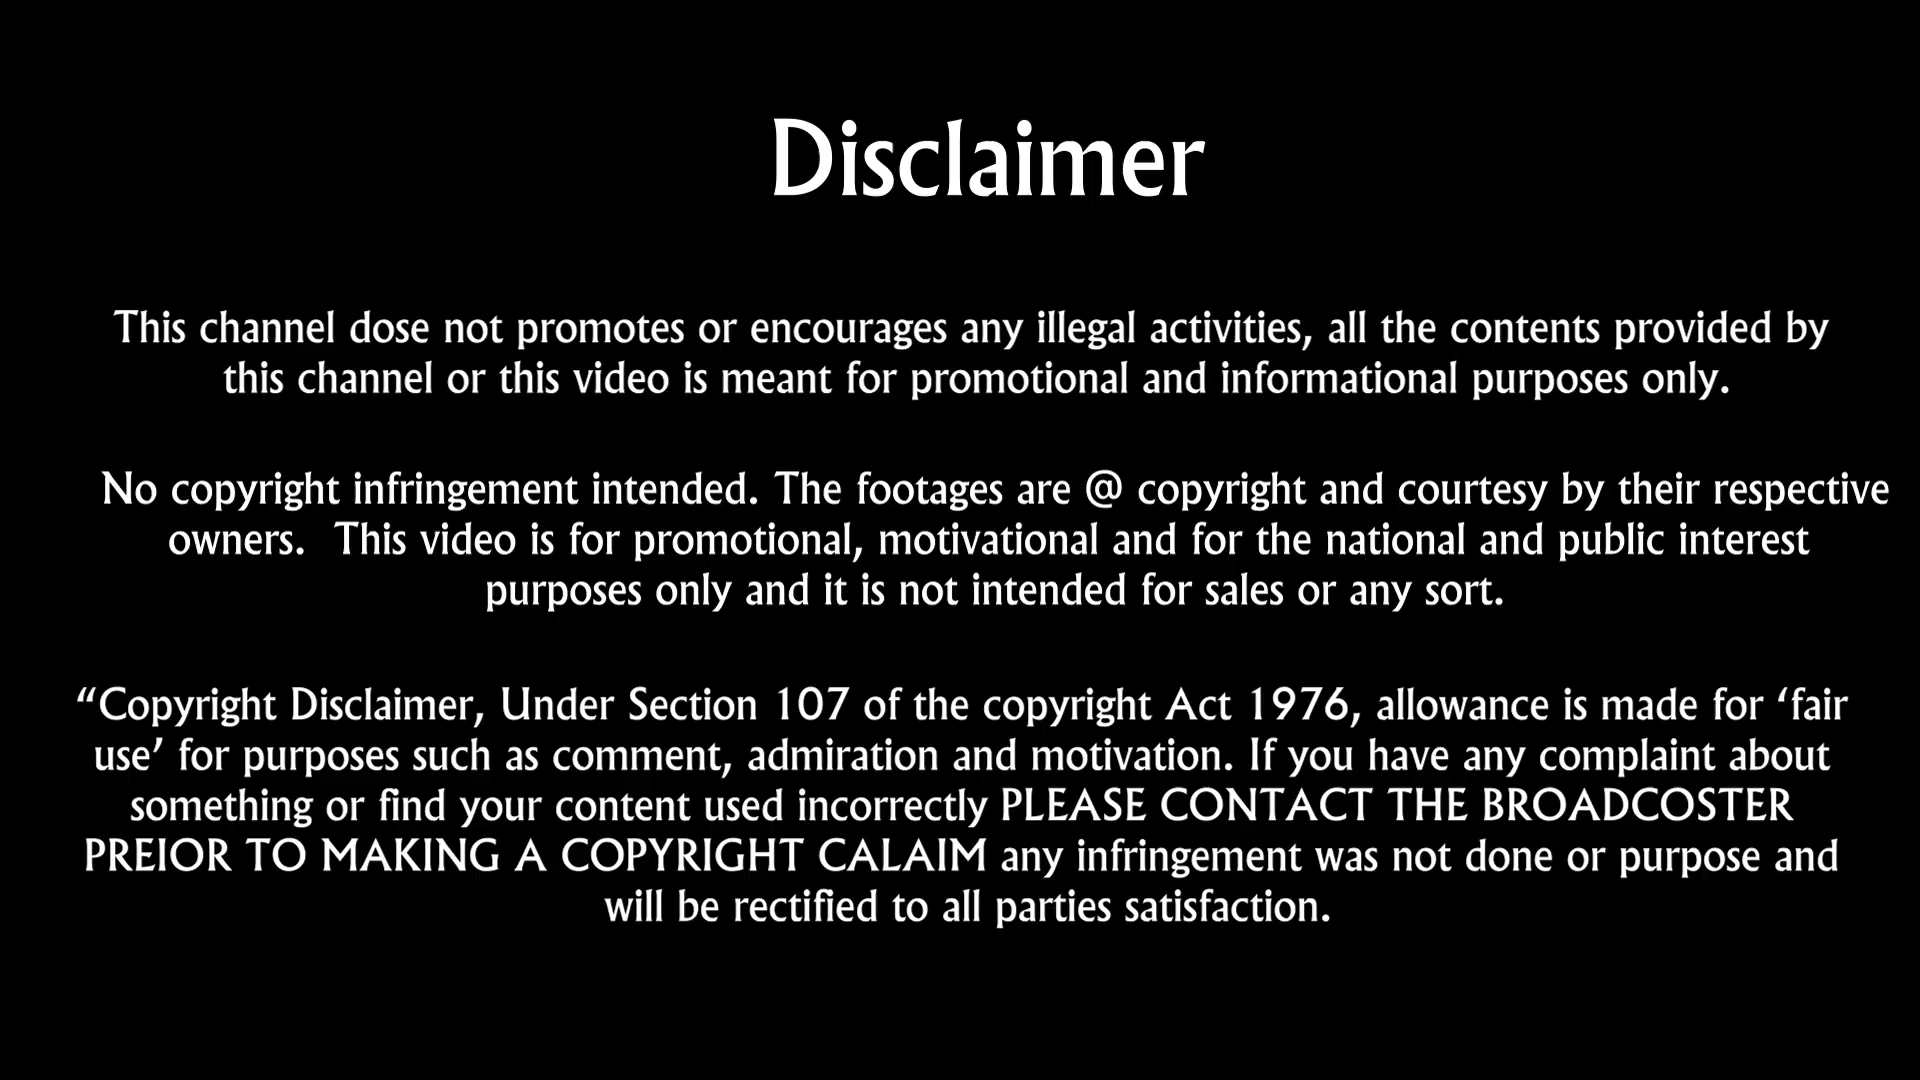 Disclaimer
This channel dose not promotes or encourages any illegal activities, all the contents provided by
this channel or this video is meant for promotional and informational purposes only.
No copyright infringement intended. The footages are @ copyright and courtesy by their respective
owners.  This video is for promotional, motivational and for the national and public interest
purposes only and it is not intended for sales or any sort.
“Copyright Disclaimer, Under Section 107 of the copyright Act 1976, allowance is made for ‘fair
use’ for purposes such as comment, admiration and motivation. If you have any complaint about
something or find your content used incorrectly PLEASE CONTACT THE BROADCOSTER
PREIOR TO MAKING A COPYRIGHT CALAIM any infringement was not done or purpose and
will be rectified to all parties satisfaction.